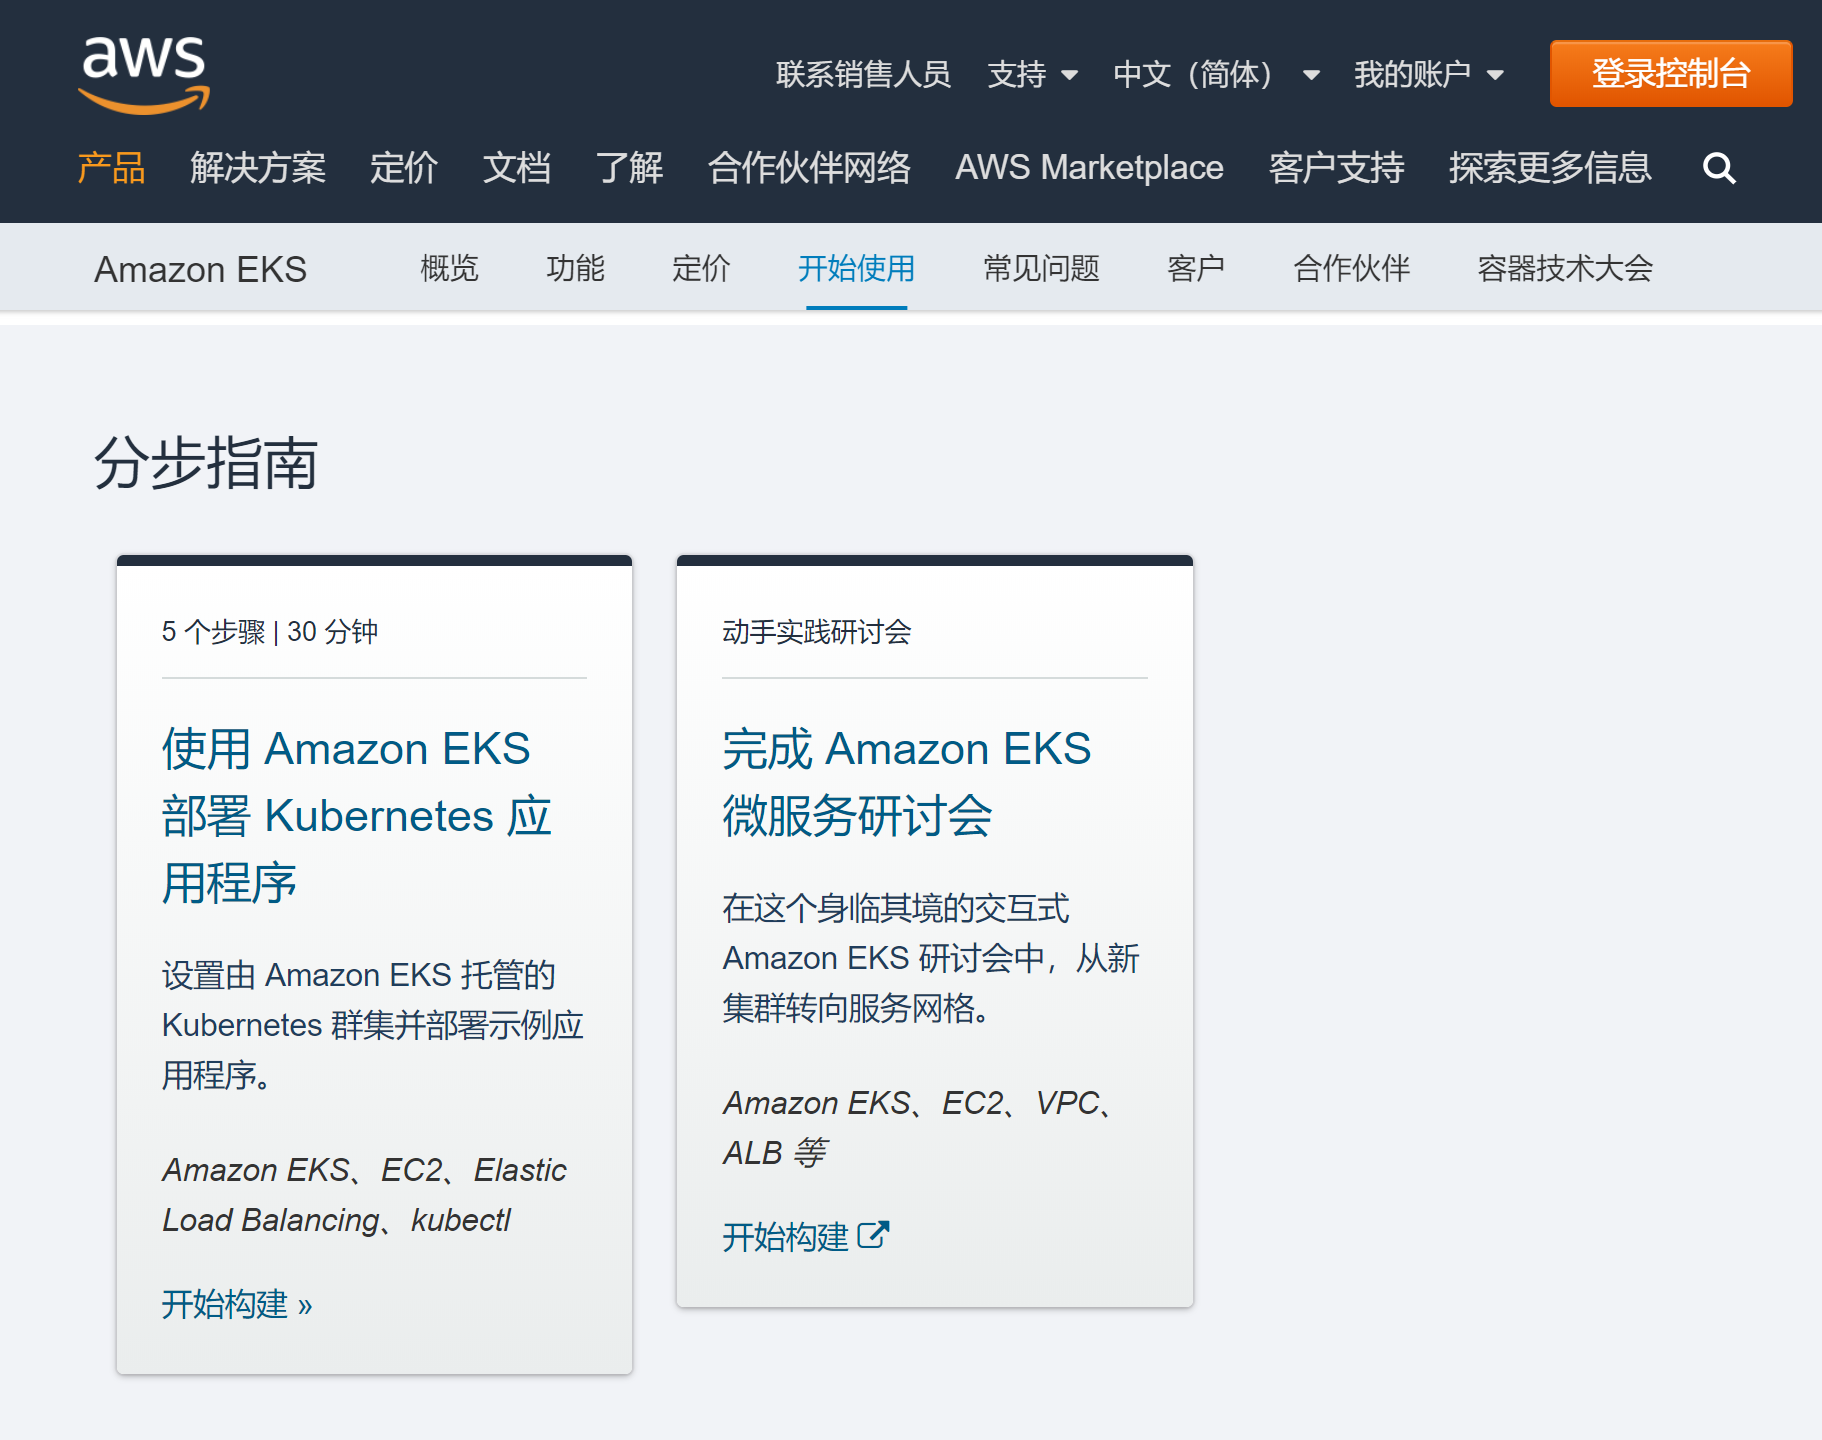 aws
联系销售人员 支持 中文（简体） 我的账户 登录控制台
产品 解决方案 定价 文档 了解 合作伙伴网络 AWS Marketplace 客户支持 探索更多信息
Amazon EKS 概览 功能 定价 开始使用 常见问题 客户 合作伙伴 容器技术大会
分步指南
5 个步骤 | 30 分钟
使用 Amazon EKS
部署 Kubernetes 应
用程序
设置由 Amazon EKS 托管的
Kubernetes 群集并部署示例应
用程序。
Amazon EKS、EC2、Elastic
Load Balancing、kubectl
开始构建 »
动手实践研讨会
完成 Amazon EKS
微服务研讨会
在这个身临其境的交互式
Amazon EKS 研讨会中，从新
集群转向服务网格。
Amazon EKS、EC2、VPC、
ALB 等
开始构建